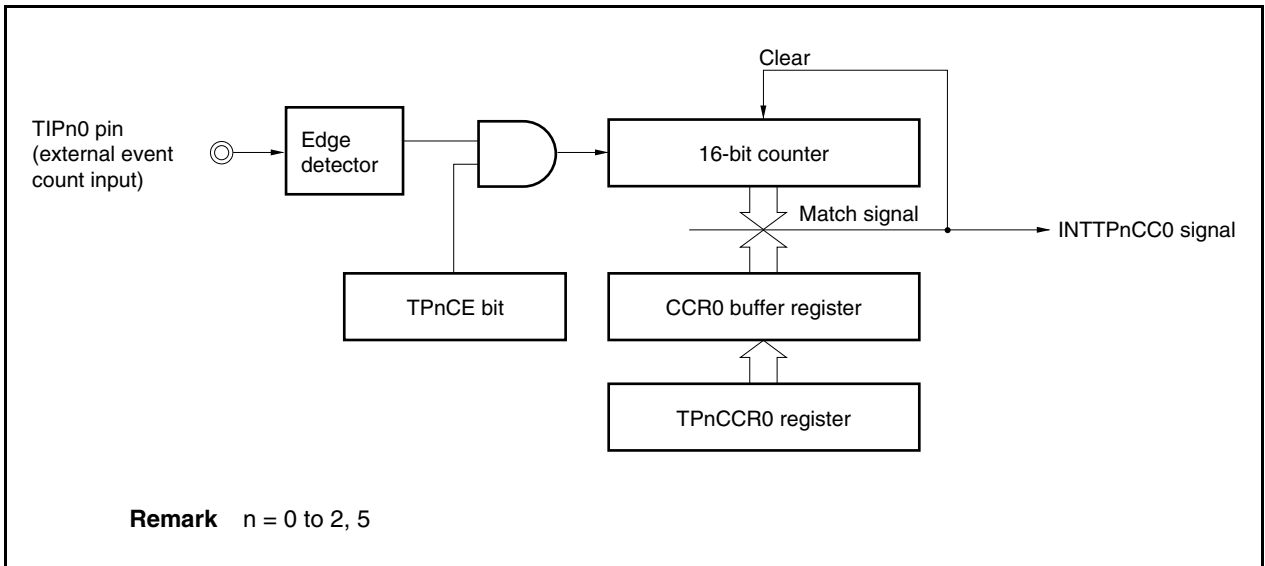 Clear
TIPn0 pin
(external event
count input)
Edge
detector
16-bit counter
Match signal
INTTPnCC0 signal
TPnCE bit
CCR0 buffer register
TPnCCR0 register
Remark n = 0 to 2, 5